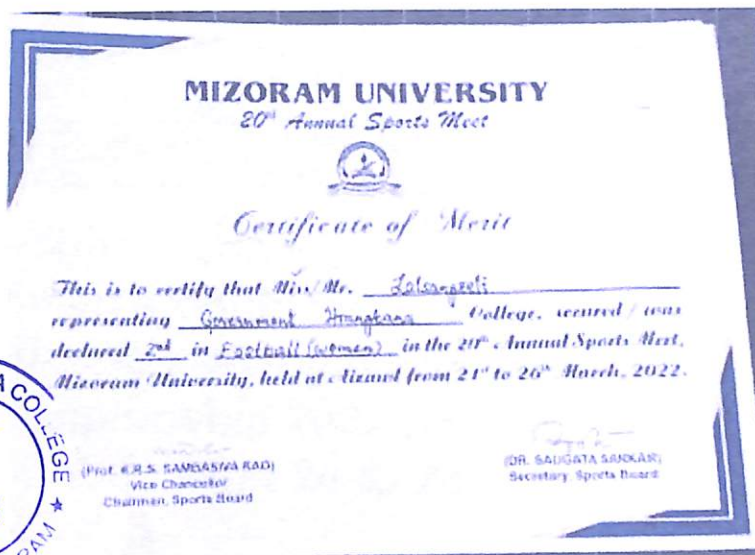 MIZORAM UNIVERSITY
20th Annual Sports Meet
Certificate of Merit
This is to certify that Miss/Mr.
representing Government Hrangbana College, secured / was
declared 2nd in Football (women) in the 20th Annual Sports Meet,
Mizoram University, held at Aizawl from 21st to 26th March, 2022.
(Prof. K.R.S. SAMBASIVA RAO)
Vice Chancellor
Chairman, Sports Board
(DR. SAUGATA SARKAR)
Secretary, Sports Board
A COLLEGE ★
RAM